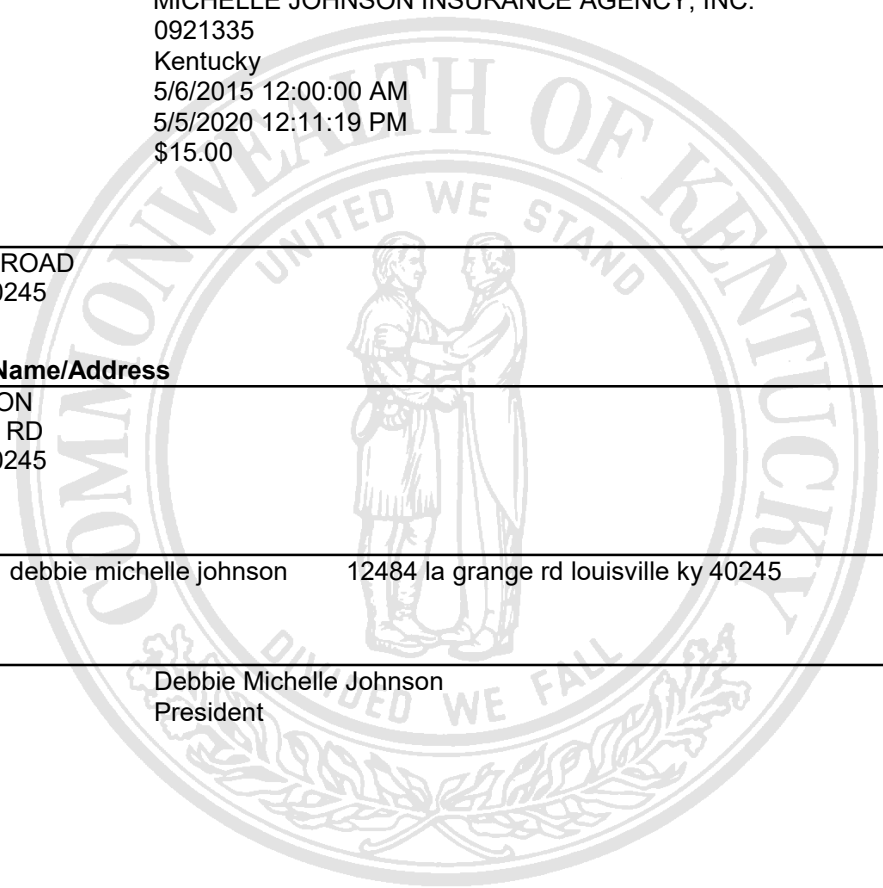 MICHELLE JOHNSON INSURANCE AGENCY, INC.
0921335
Kentucky
5/6/2015 12:00:00 AM
5/5/2020 12:11:19 PM
$15.00
COMMONWEALTH OF KENTUCKY
UNITED WE STAND
ROAD
0245
Name/Address
ON
RD
0245
debbie michelle johnson 12484 la grange rd louisville ky 40245
DIVIDED WE FALL
Debbie Michelle Johnson
President